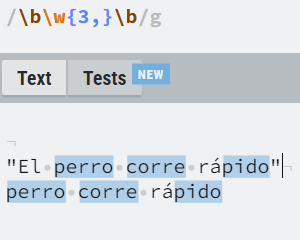 /\b\w{3,}\b/g
Text Tests NEW
"El perro corre rápido"
perro corre rápido